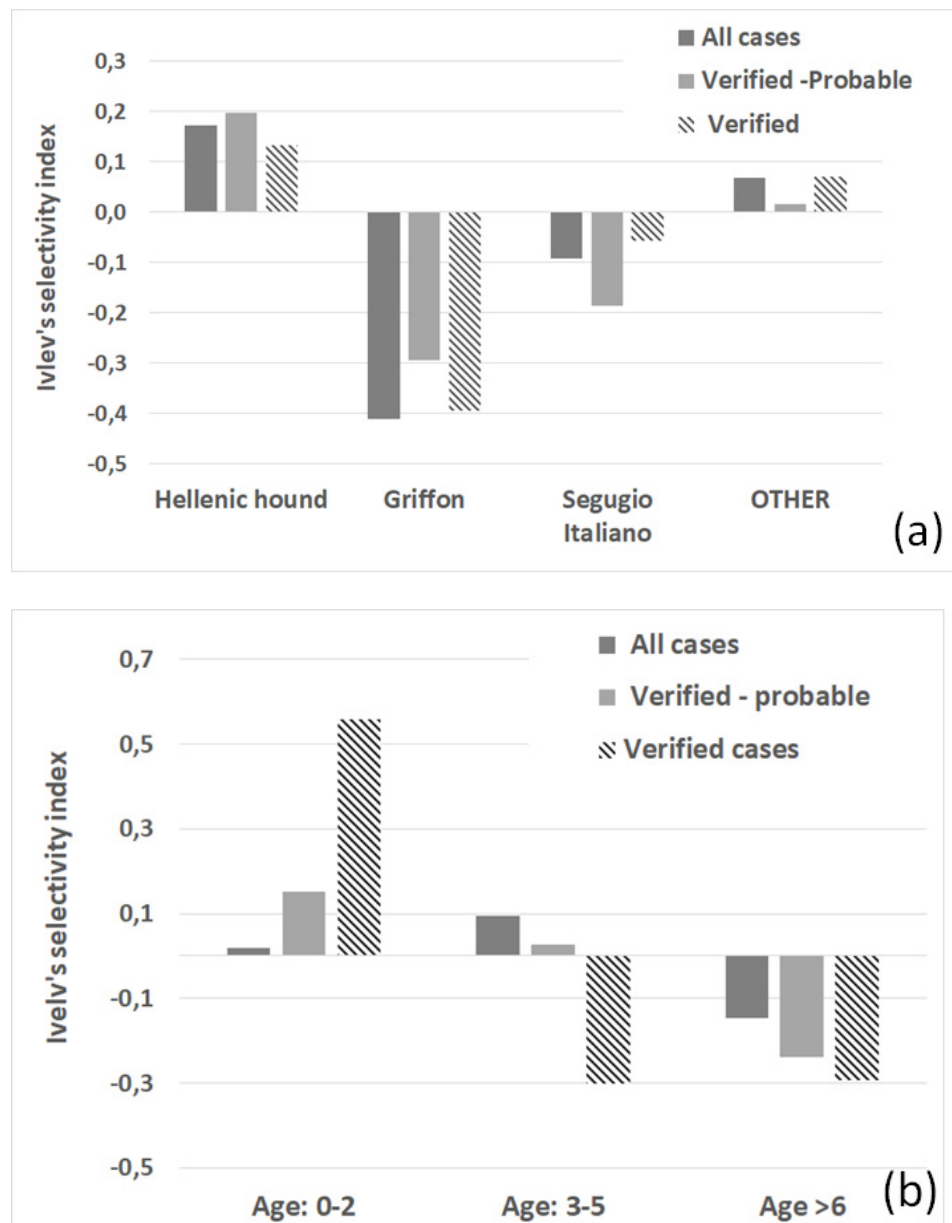 All cases
Verified -Probable
Verified
Ivlev's selectivity index
0,3
0,2
0,1
0,0
-0,1
-0,2
-0,3
-0,4
-0,5
Hellenic hound
Griffon
Segugio
Italiano
OTHER
(a)
All cases
Verified - probable
Verified cases
Ivelv's selectivity index
0,7
0,5
0,3
0,1
-0,1
-0,3
-0,5
Age: 0-2
Age: 3-5
Age >6
(b)